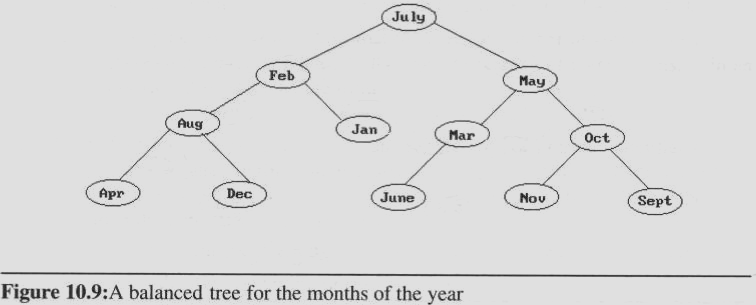 July
Feb
May
Aug
Jan
Mar
Oct
Apr
Dec
June
Nov
Sept
Figure 10.9:A balanced tree for the months of the year